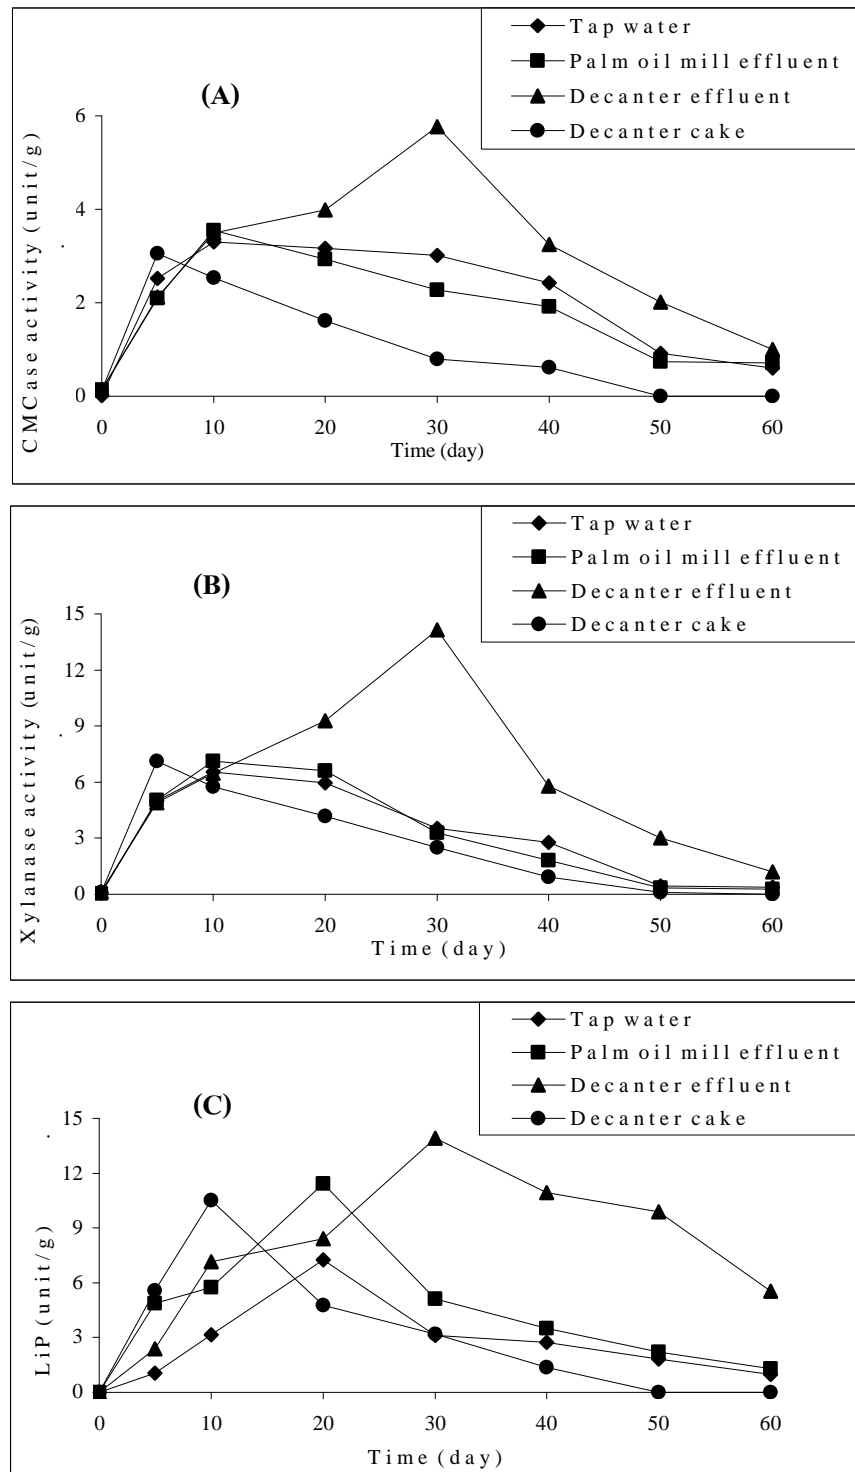 Tap water
Palm oil mill effluent
Decanter effluent
Decanter cake
(A)
CMCase activity (unit/g)
6
4
2
0
0 10 20 30 40 50 60
Time (day)
Tap water
Palm oil mill effluent
Decanter effluent
Decanter cake
(B)
Xylanase activity (unit/g)
15
12
9
6
3
0
0 10 20 30 40 50 60
Time (day)
Tap water
Palm oil mill effluent
Decanter effluent
Decanter cake
(C)
LiP (unit/g)
15
12
9
6
3
0
0 10 20 30 40 50 60
Time (day)